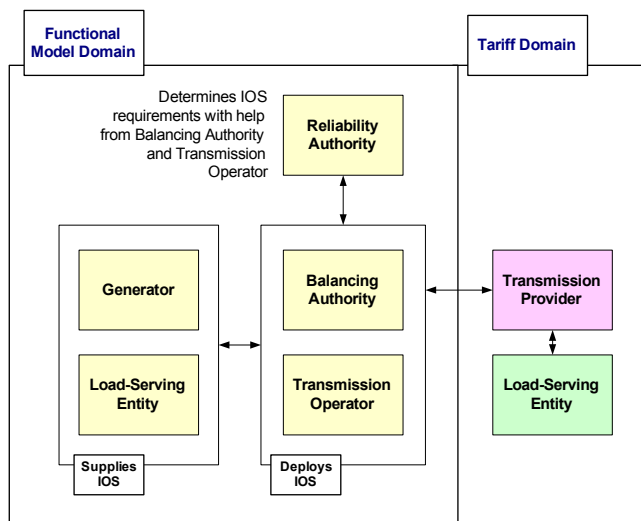 Functional
Model Domain
Tariff Domain
Determines IOS
requirements with help
from Balancing Authority
and Transmission
Operator
Reliability
Authority
Generator
Balancing
Authority
Transmission
Provider
Load-Serving
Entity
Transmission
Operator
Load-Serving
Entity
Supplies
IOS
Deploys
IOS